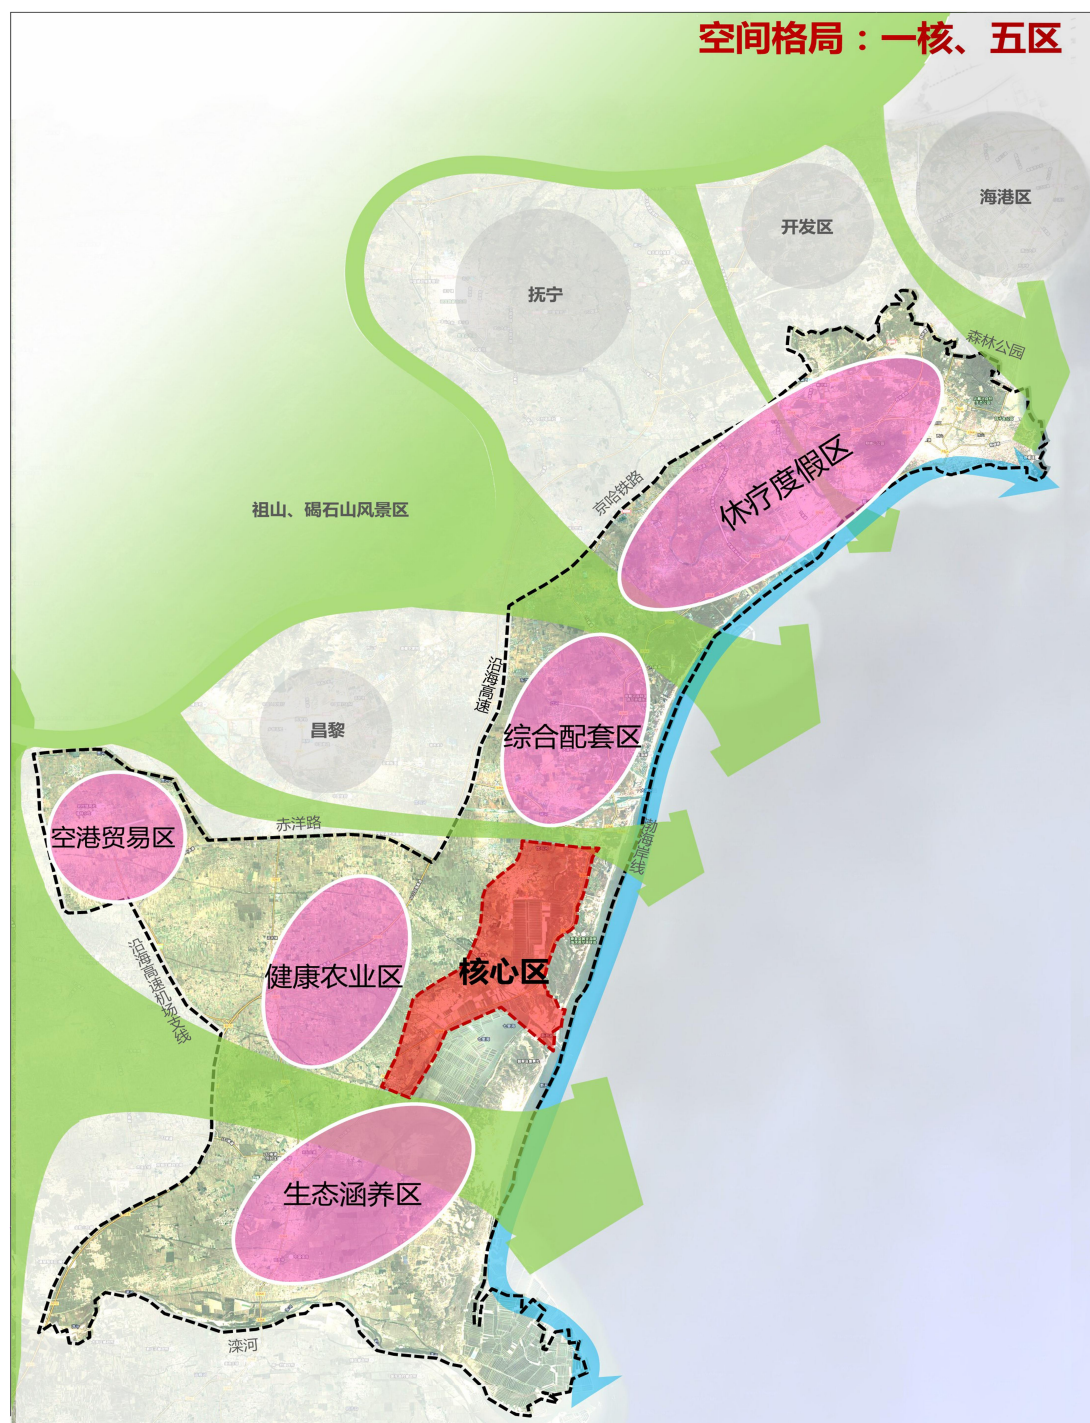 空间格局：一核、五区
海港区
开发区
抚宁
森林公园
休疗度假区
京哈铁路
祖山、碣石山风景区
沿海高速
综合配套区
昌黎
空港贸易区
赤洋路
渤海岸线
核心区
健康农业区
沿海高速机场支线
生态涵养区
滦河